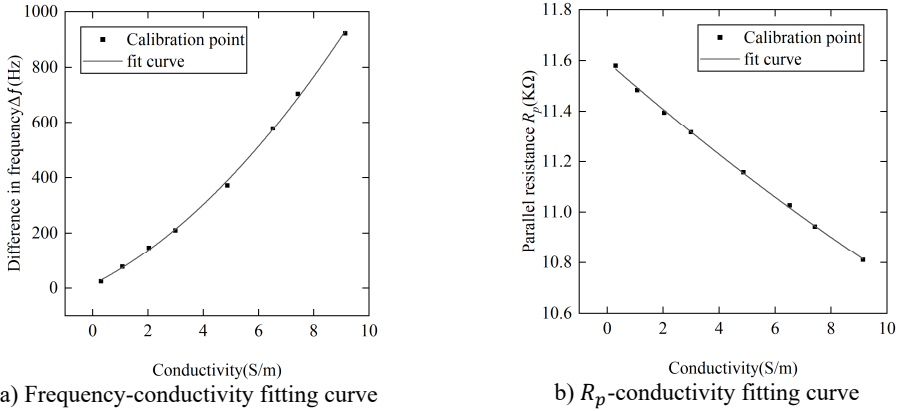 1000
800
600
400
200
0
Difference in frequencyΔf(Hz)
Calibration point
fit curve
0 2 4 6 8 10
Conductivity(S/m)
a) Frequency-conductivity fitting curve
11.8
11.6
11.4
11.2
11.0
10.8
10.6
Parallel resistance Rp(KΩ)
Calibration point
fit curve
0 2 4 6 8 10
Conductivity(S/m)
b) Rp-conductivity fitting curve